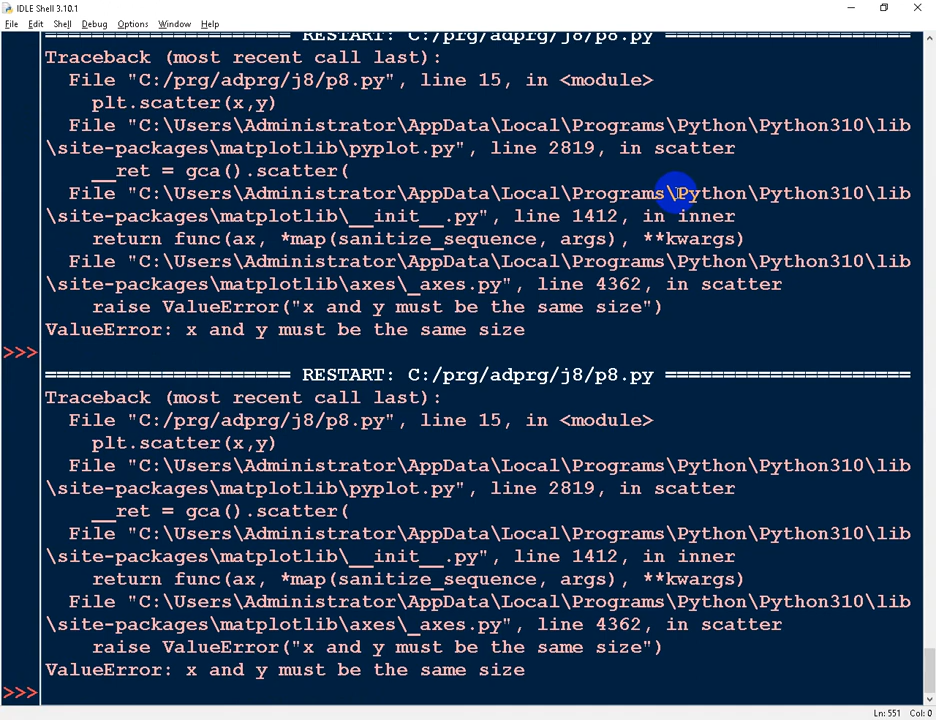 IDLE Shell 3.10.1
File Edit Shell Debug Options Window Help
===================== RESTART: C:/prg/adprg/j8/p8.py =====================
Traceback (most recent call last):
  File "C:/prg/adprg/j8/p8.py", line 15, in <module>
    plt.scatter(x,y)
  File "C:\Users\Administrator\AppData\Local\Programs\Python\Python310\lib
\site-packages\matplotlib\pyplot.py", line 2819, in scatter
    __ret = gca().scatter(
  File "C:\Users\Administrator\AppData\Local\Programs\Python\Python310\lib
\site-packages\matplotlib\__init__.py", line 1412, in inner
    return func(ax, *map(sanitize_sequence, args), **kwargs)
  File "C:\Users\Administrator\AppData\Local\Programs\Python\Python310\lib
\site-packages\matplotlib\axes\_axes.py", line 4362, in scatter
    raise ValueError("x and y must be the same size")
ValueError: x and y must be the same size
>>>
===================== RESTART: C:/prg/adprg/j8/p8.py =====================
Traceback (most recent call last):
  File "C:/prg/adprg/j8/p8.py", line 15, in <module>
    plt.scatter(x,y)
  File "C:\Users\Administrator\AppData\Local\Programs\Python\Python310\lib
\site-packages\matplotlib\pyplot.py", line 2819, in scatter
    __ret = gca().scatter(
  File "C:\Users\Administrator\AppData\Local\Programs\Python\Python310\lib
\site-packages\matplotlib\__init__.py", line 1412, in inner
    return func(ax, *map(sanitize_sequence, args), **kwargs)
  File "C:\Users\Administrator\AppData\Local\Programs\Python\Python310\lib
\site-packages\matplotlib\axes\_axes.py", line 4362, in scatter
    raise ValueError("x and y must be the same size")
ValueError: x and y must be the same size
>>>
Ln: 551 Col: 0